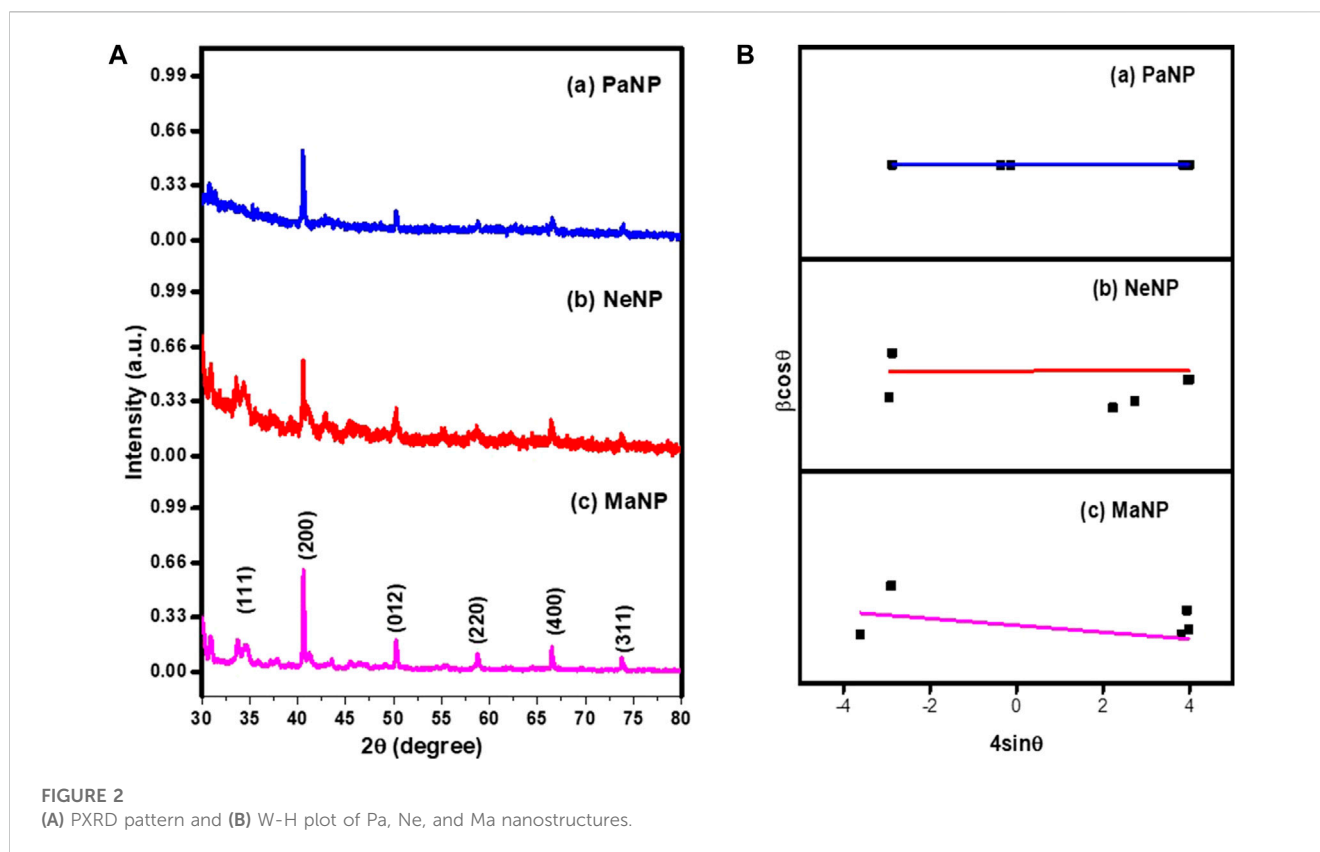 A
0.99
0.66
0.33
0.00
(a) PaNP
0.99
0.66
0.33
0.00
(b) NeNP
0.99
0.66
0.33
0.00
(c) MaNP
(111)
(200)
(012)
(220)
(400)
(311)
Intensity (a.u.)
30 35 40 45 50 55 60 65 70 75 80
2θ (degree)
B
(a) PaNP
(b) NeNP
(c) MaNP
βcosθ
-4 -2 0 2 4
4sinθ
FIGURE 2
(A) PXRD pattern and (B) W-H plot of Pa, Ne, and Ma nanostructures.